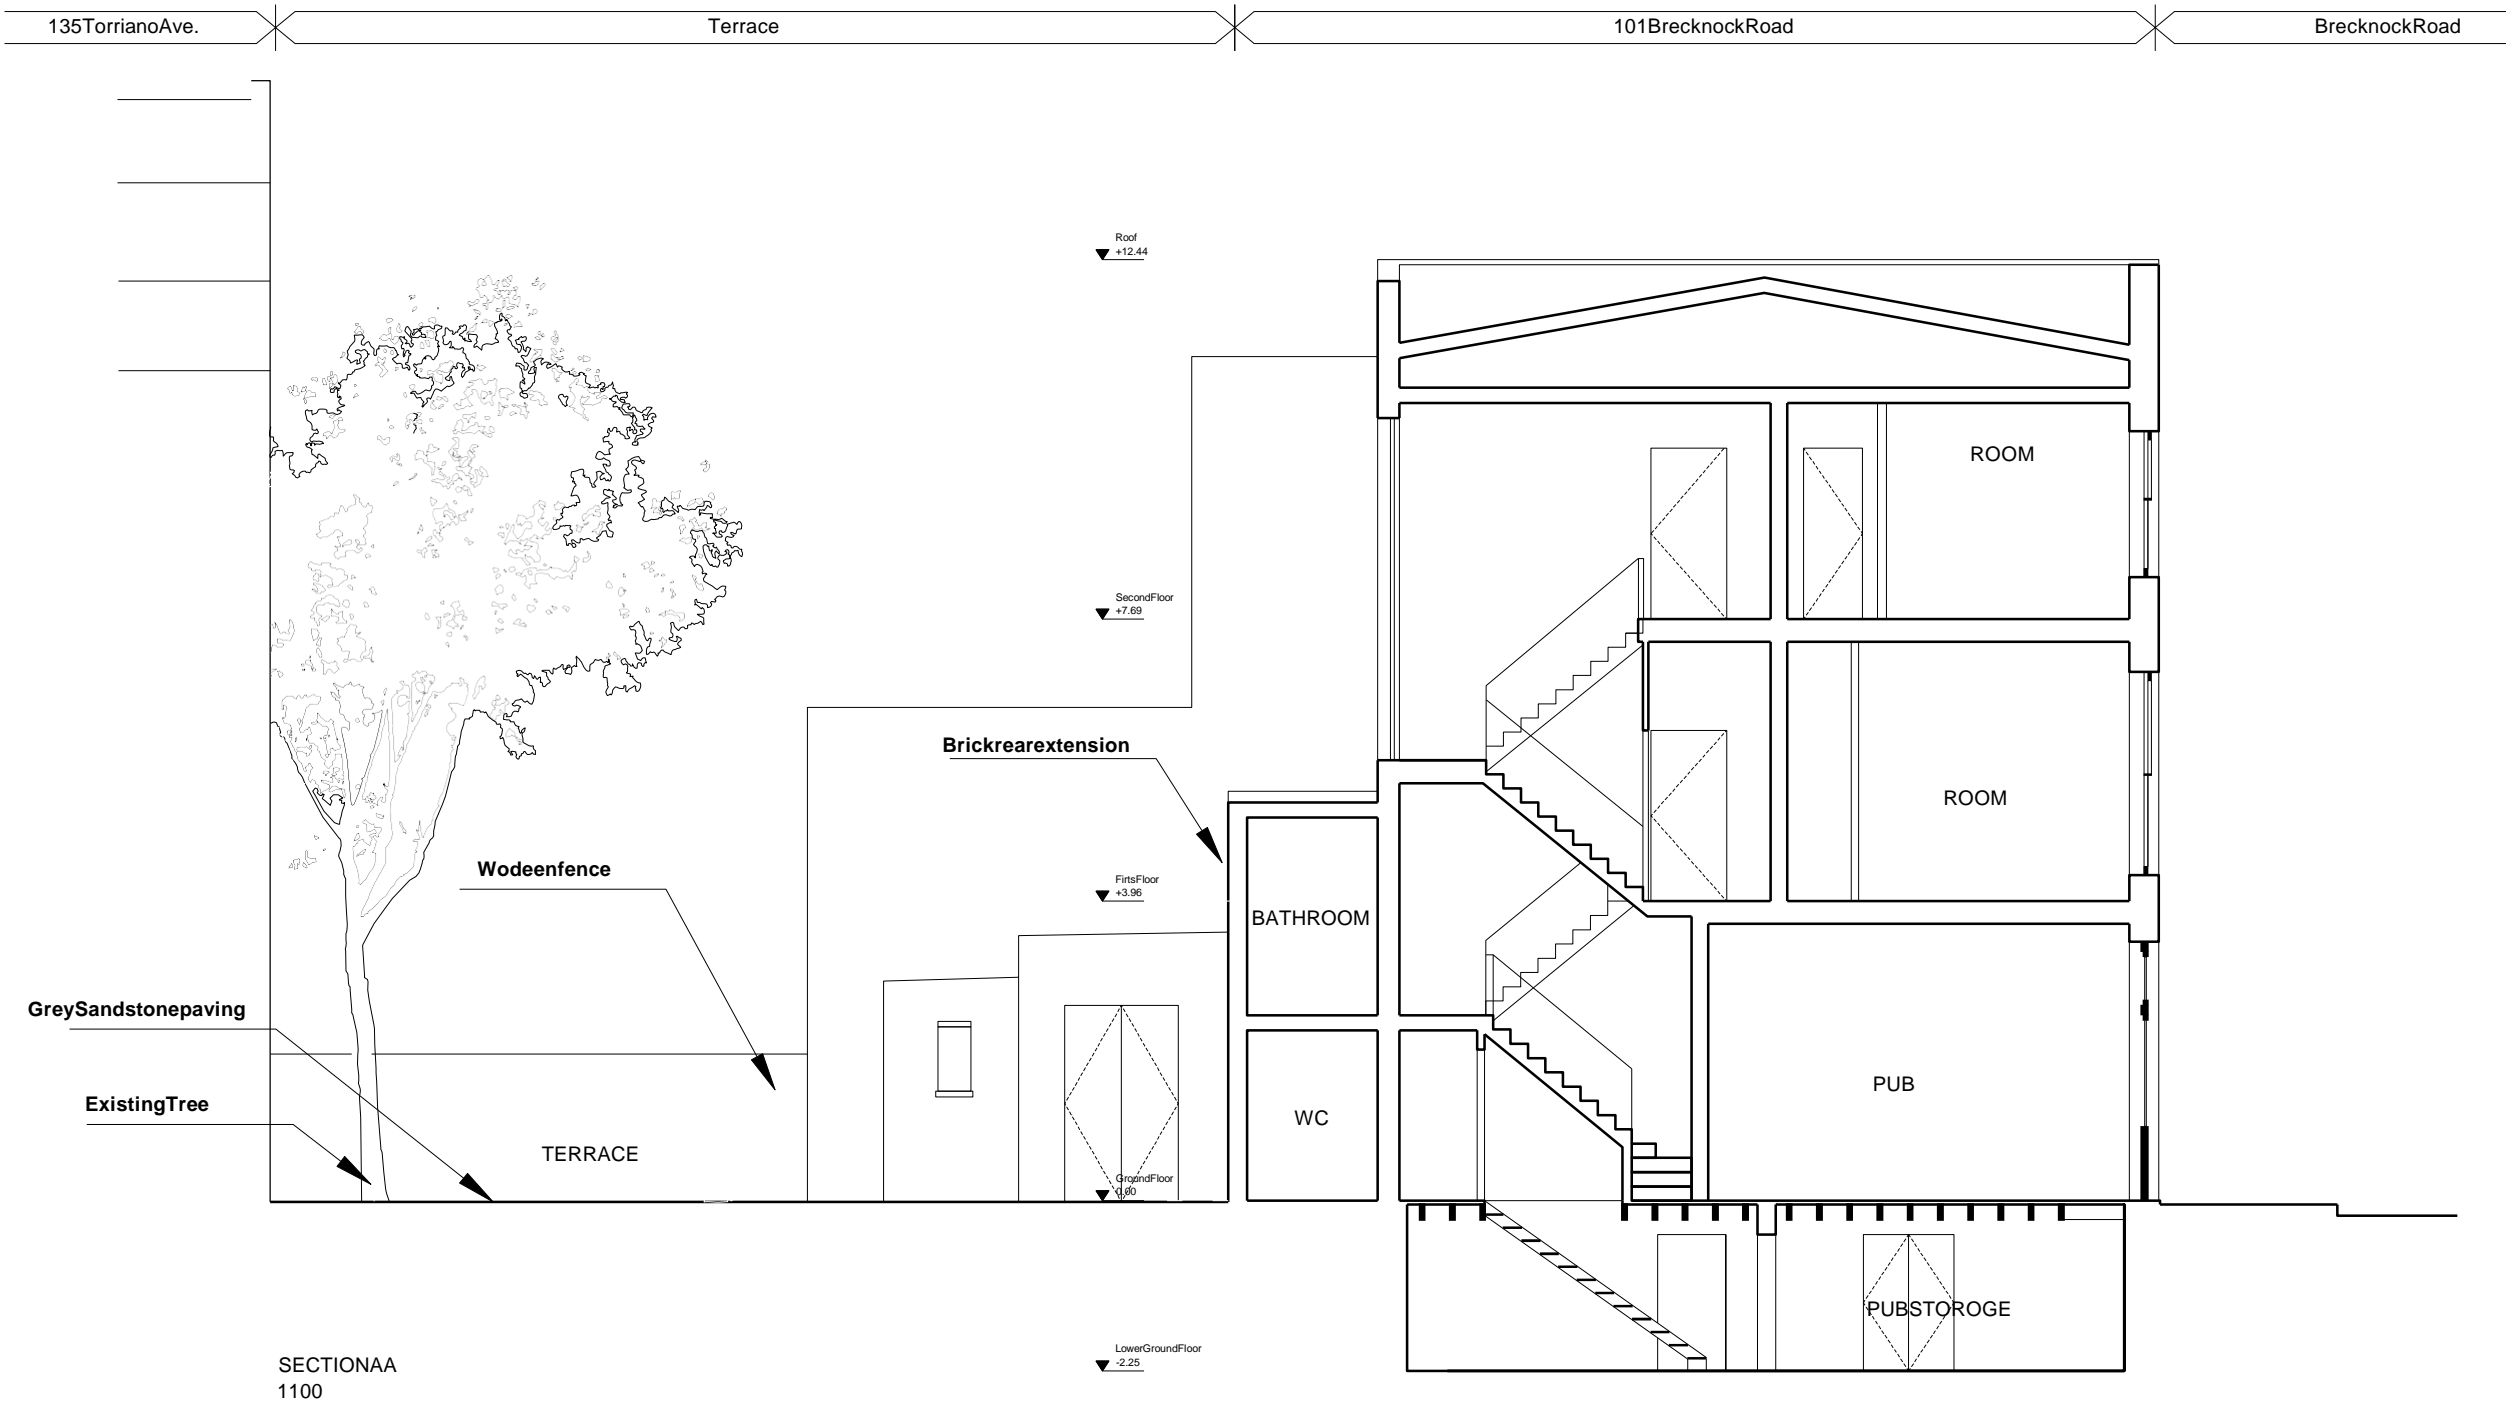 135TorrianoAve.
Terrace
101BrecknockRoad
BrecknockRoad
Roof
+12.44
ROOM
SecondFloor
+7.69
Brickrearextension
ROOM
Wodeenfence
FirtsFloor
+3.96
BATHROOM
GreySandstonepaving
PUB
ExistingTree
WC
TERRACE
GroundFloor
0.00
PUBSTOROGE
LowerGroundFloor
-2.25
SECTIONAA
1100